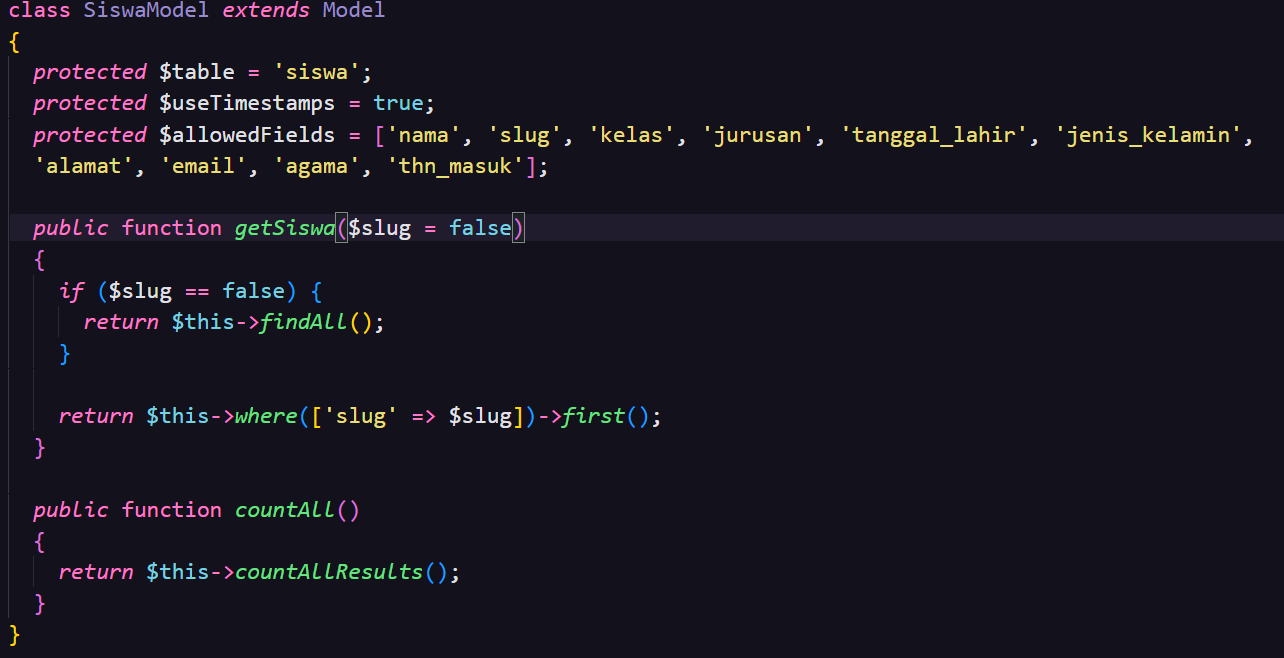 class SiswaModel extends Model
{
protected $table = 'siswa';
protected $useTimestamps = true;
protected $allowedFields = ['nama', 'slug', 'kelas', 'jurusan', 'tanggal_lahir', 'jenis_kelamin',
'alamat', 'email', 'agama', 'thn_masuk'];
public function getSiswa($slug = false)
{
if ($slug == false) {
return $this->findAll();
}
return $this->where(['slug' => $slug])->first();
}
public function countAll()
{
return $this->countAllResults();
}
}